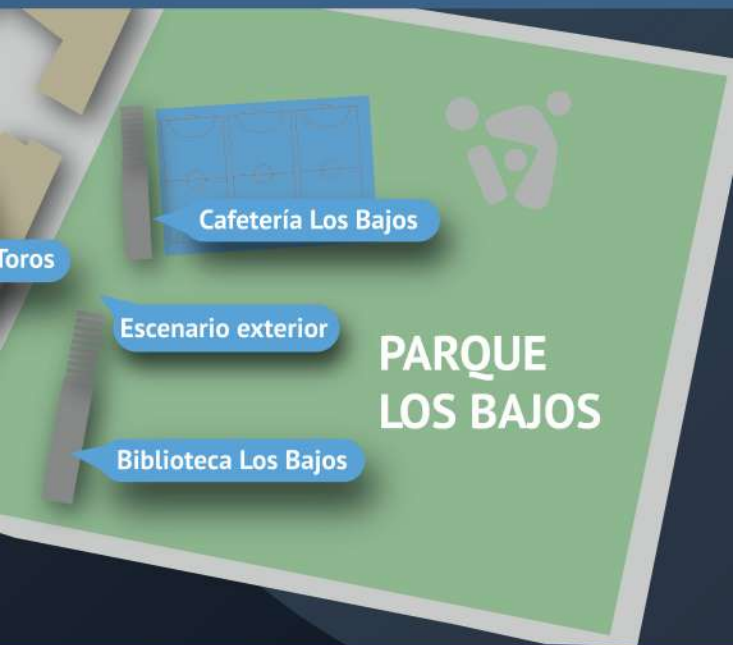 Cafetería Los Bajos
Toros
Escenario exterior
PARQUE
LOS BAJOS
Biblioteca Los Bajos